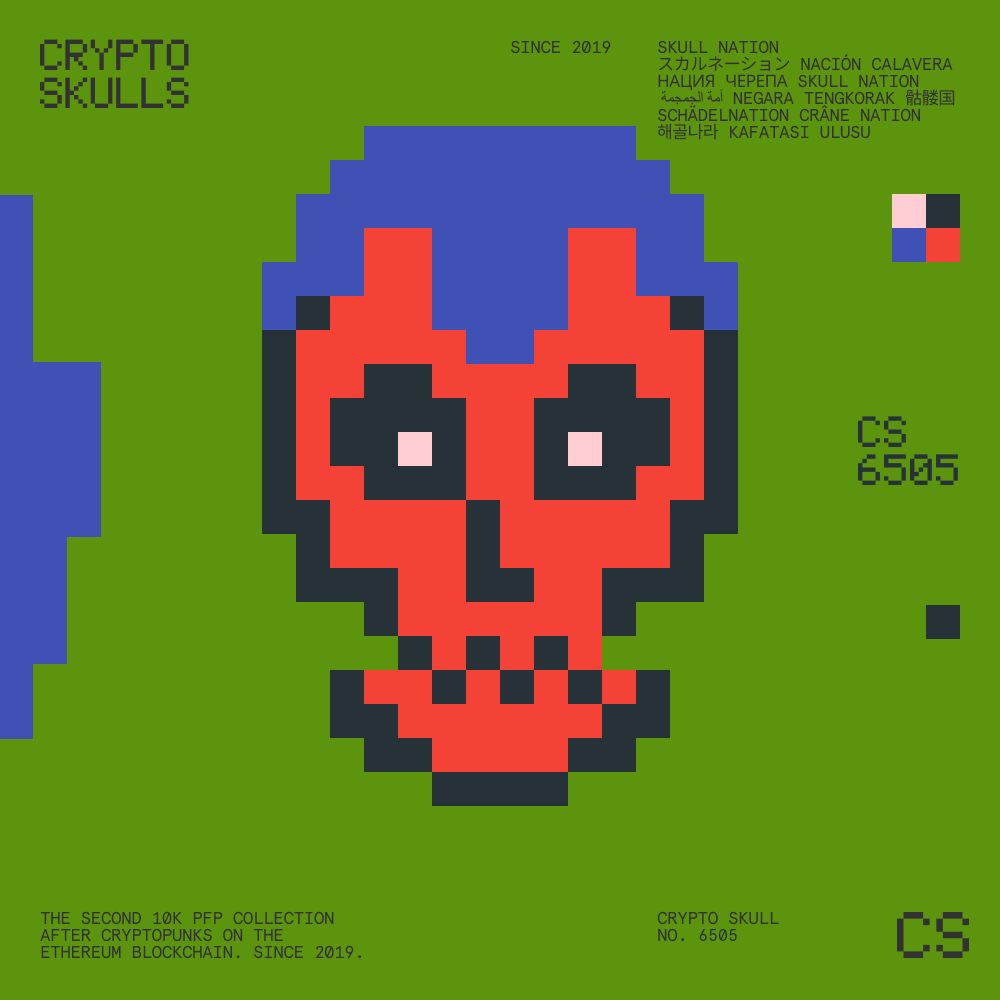 CRYPTO
SKULLS
SINCE 2019
SKULL NATION
スカルネーション NACIÓN CALAVERA
НАЦИЯ ЧЕРЕПА SKULL NATION
أمة الجمجمة NEGARA TENGKORAK 骷髅国
SCHÄDELNATION CRÂNE NATION
해골나라 KAFATASI ULUSU
CS
6505
THE SECOND 10K PFP COLLECTION
AFTER CRYPTOPUNKS ON THE
ETHEREUM BLOCKCHAIN. SINCE 2019.
CRYPTO SKULL
NO. 6505
CS